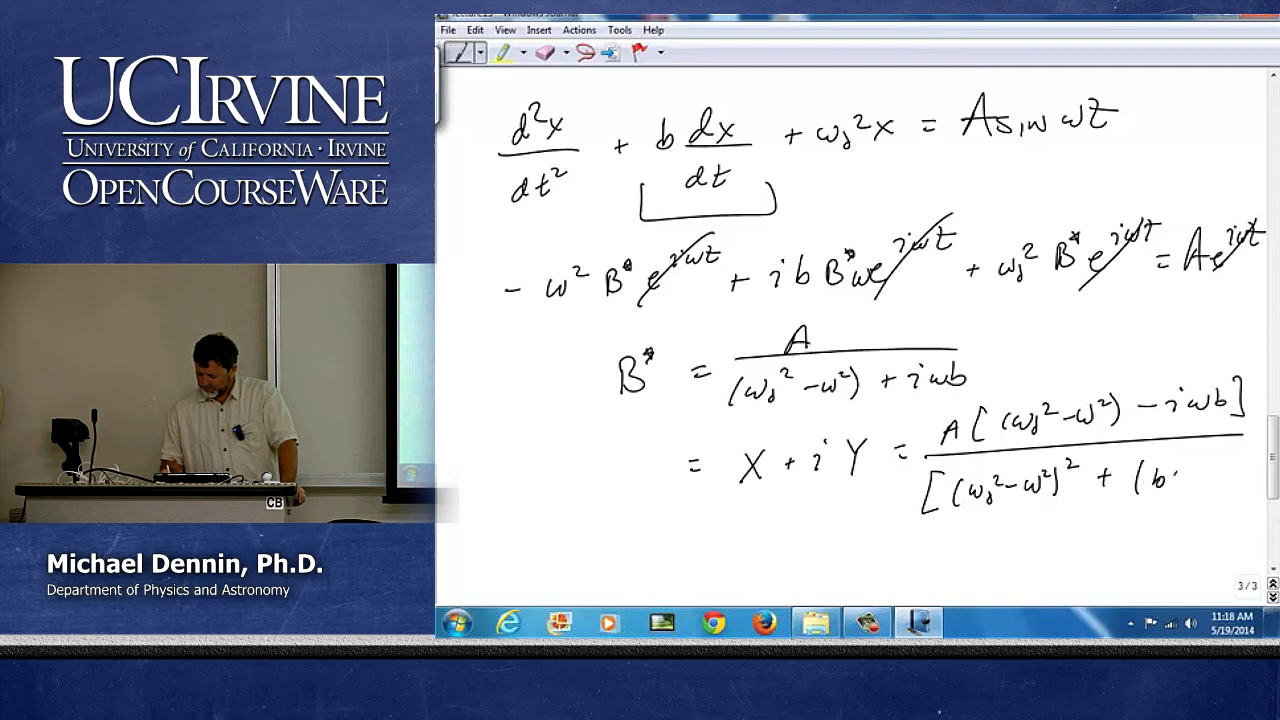 UCIRVINE
UNIVERSITY of CALIFORNIA · IRVINE
OPENCOURSEWARE
CB
Michael Dennin, Ph.D.
Department of Physics and Astronomy
File Edit View Insert Actions Tools Help
d²x/dt² + b dx/dt + ω₀²x = A sin ωt
- ω² B* e^{iωt} + i b B* ω e^{iωt} + ω₀² B* e^{iωt} = A e^{iωt}
B* = A / (ω₀² - ω²) + iωb
= X + iY = A[(ω₀² - ω²) - iωb] / [(ω₀² - ω²)² + (b
3 / 3
11:18 AM
5/19/2014